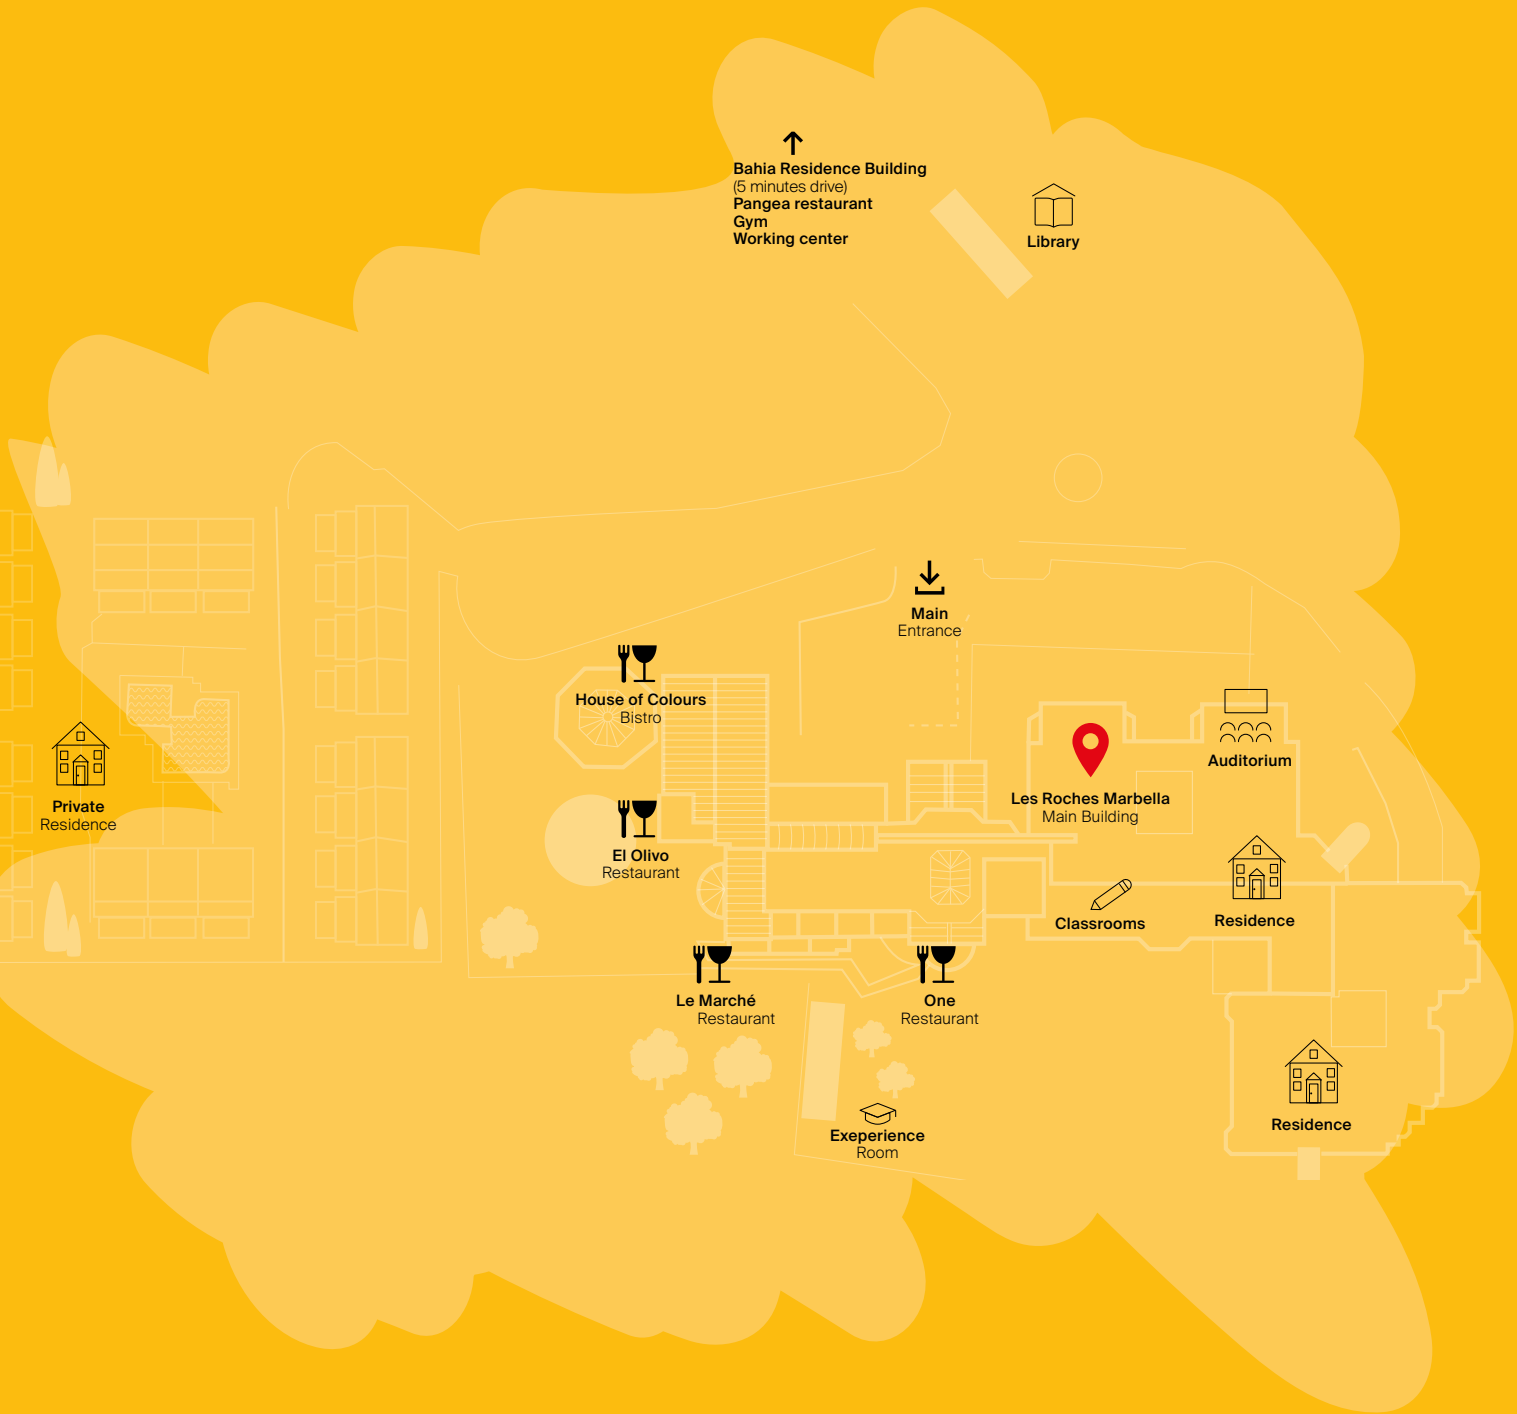 Bahia Residence Building
(5 minutes drive)
Pangea restaurant
Gym
Working center
Library
Main
Entrance
House of Colours
Bistro
Auditorium
Les Roches Marbella
Main Building
Private
Residence
El Olivo
Restaurant
Classrooms
Residence
Le Marché
Restaurant
One
Restaurant
Exeperience
Room
Residence